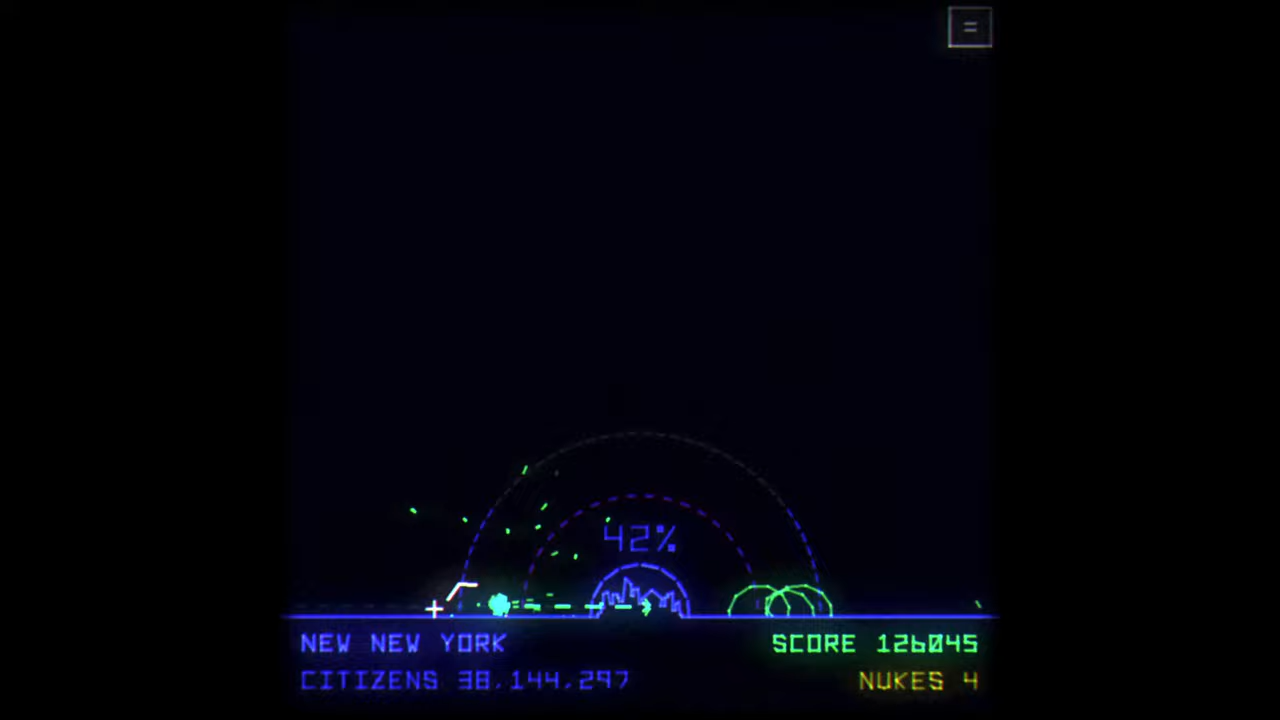 42%
NEW NEW YORK
SCORE 126045
CITIZENS 38,144,297
NUKES 4